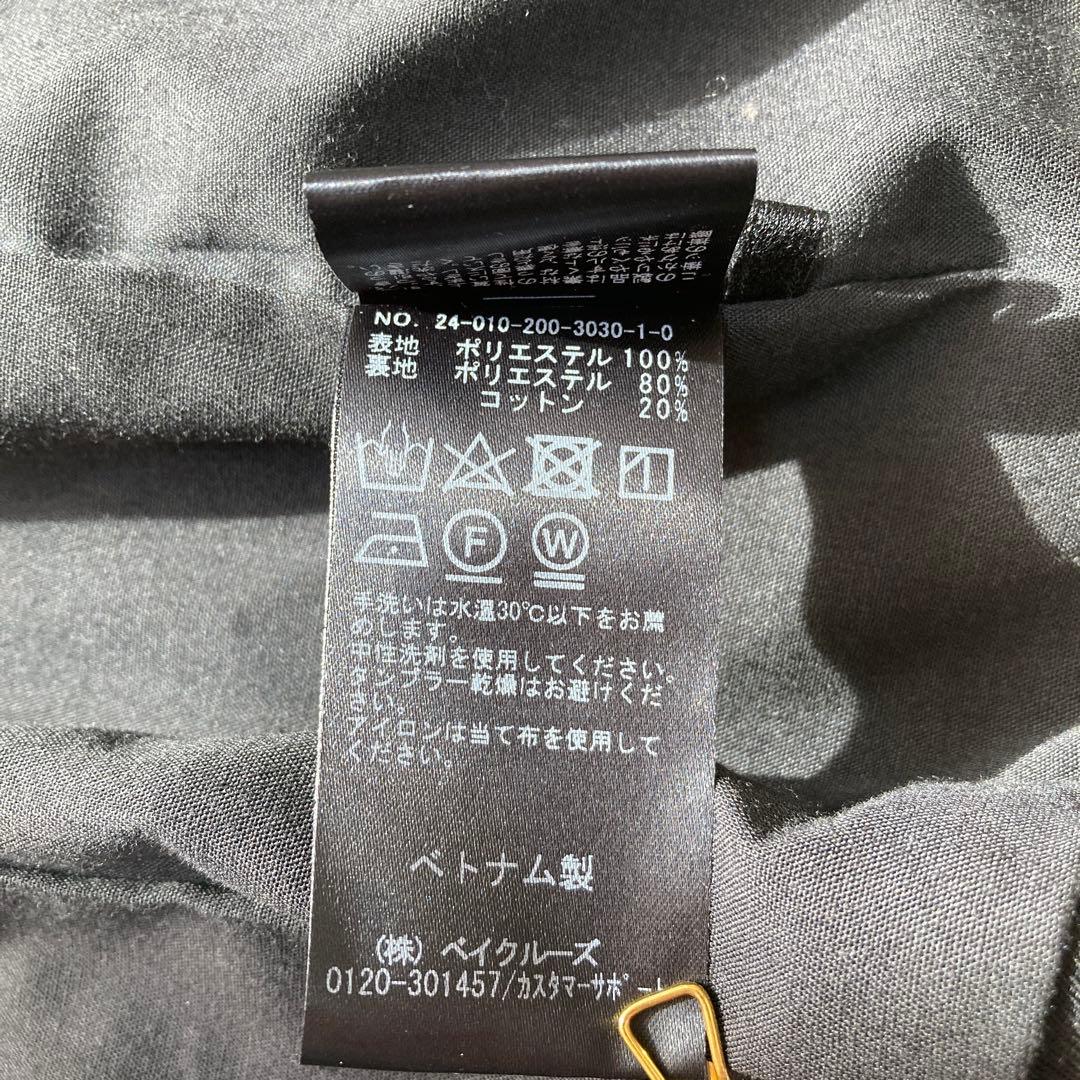 NO. 24-010-200-3030-1-0
表地 ポリエステル 100%
裏地 ポリエステル 80%
コットン 20%
F W
手洗いは水温30℃以下をお薦
めします。
中性洗剤を使用してください。
タンブラー乾燥はお避けくだ
さい。
アイロンは当て布を使用して
ください。
ベトナム製
(株)ベイクルーズ
0120-301457/カスタマーサポート